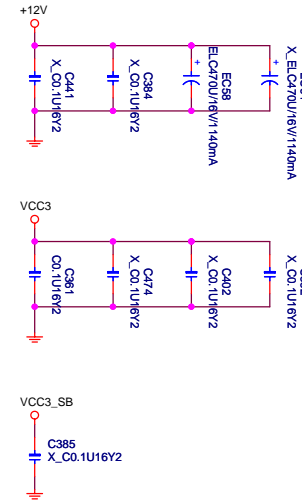 +12V
C441
X_C0.1U16Y2
C384
X_C0.1U16Y2
+
EC58
ELC470U/16V/1140mA
+
X_ELC470U/16V/1140mA
VCC3
C361
C0.1U16Y2
C474
X_C0.1U16Y2
C402
X_C0.1U16Y2
X_C0.1U16Y2
VCC3_SB
C385
X_C0.1U16Y2